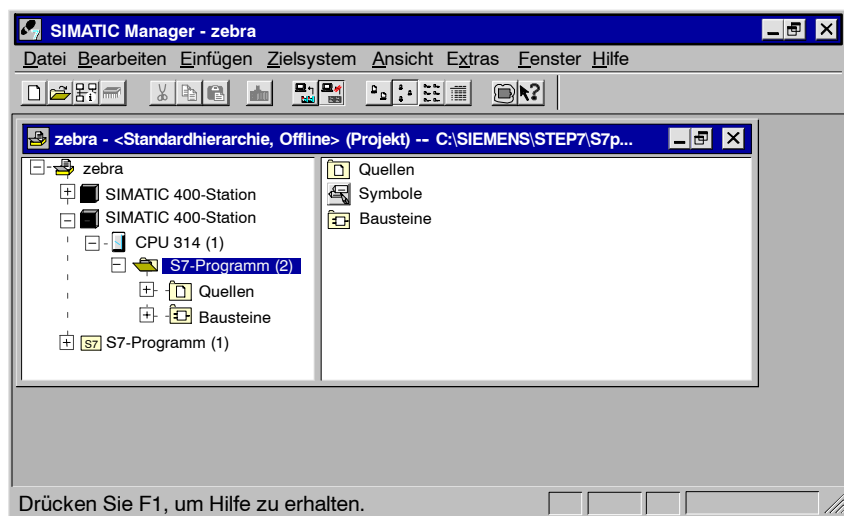 SIMATIC Manager - zebra
Datei Bearbeiten Einfügen Zielsystem Ansicht Extras Fenster Hilfe
zebra - <Standardhierarchie, Offline> (Projekt) -- C:\SIEMENS\STEP7\S7p...
zebra
SIMATIC 400-Station
SIMATIC 400-Station
CPU 314 (1)
S7-Programm (2)
Quellen
Bausteine
S7 S7-Programm (1)
Quellen
Symbole
Bausteine
Drücken Sie F1, um Hilfe zu erhalten.